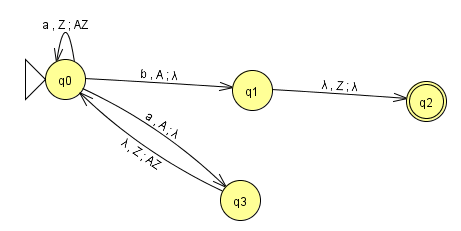 a , Z ; AZ
q0
b , A ; λ
q1
λ , Z ; λ
q2
a , A ; λ
λ , Z ; AZ
q3